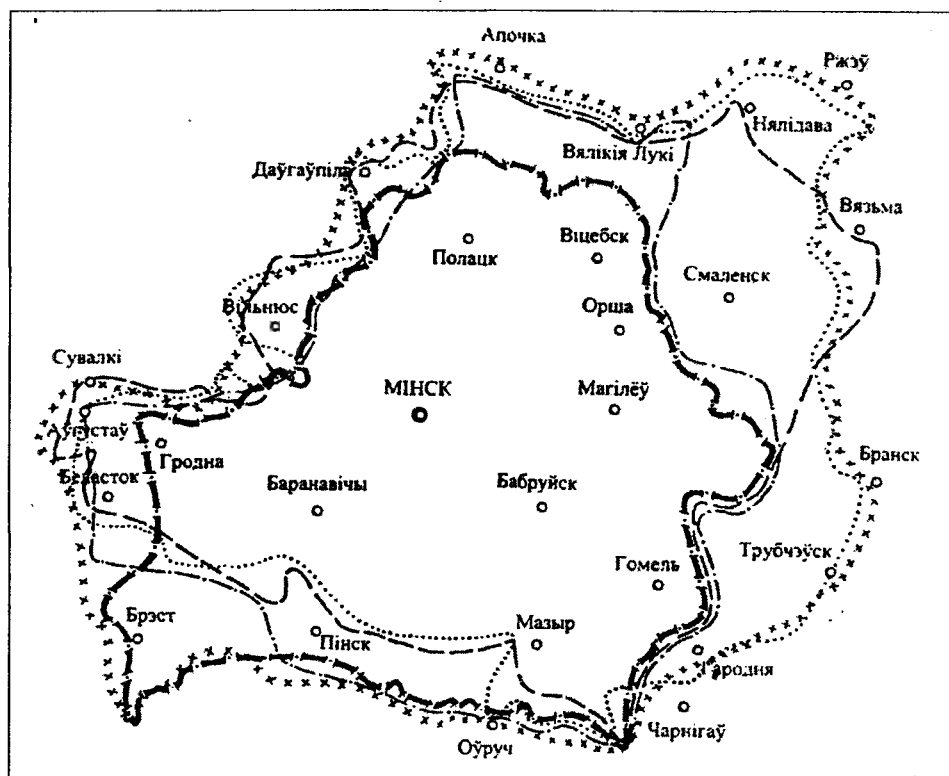 Апочка
Ржэў
Нялідава
Вялікія Лукі
Даўгаўпілс
Вязьма
Полацк
Віцебск
Смаленск
Вільнюс
Орша
Сувалкі
МІНСК
Магілёў
Аўгустаў
Гродна
Бранск
Беласток
Баранавічы
Бабруйск
Гомель
Трубчэўск
Брэст
Пінск
Мазыр
Гародня
Чарнігаў
Оўруч